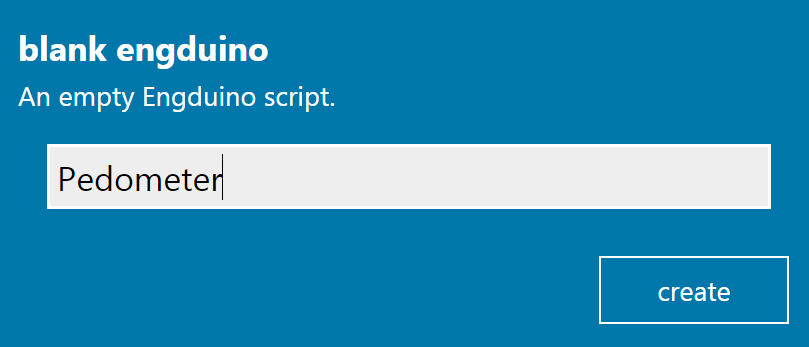 blank engduino
An empty Engduino script.
Pedometer
create